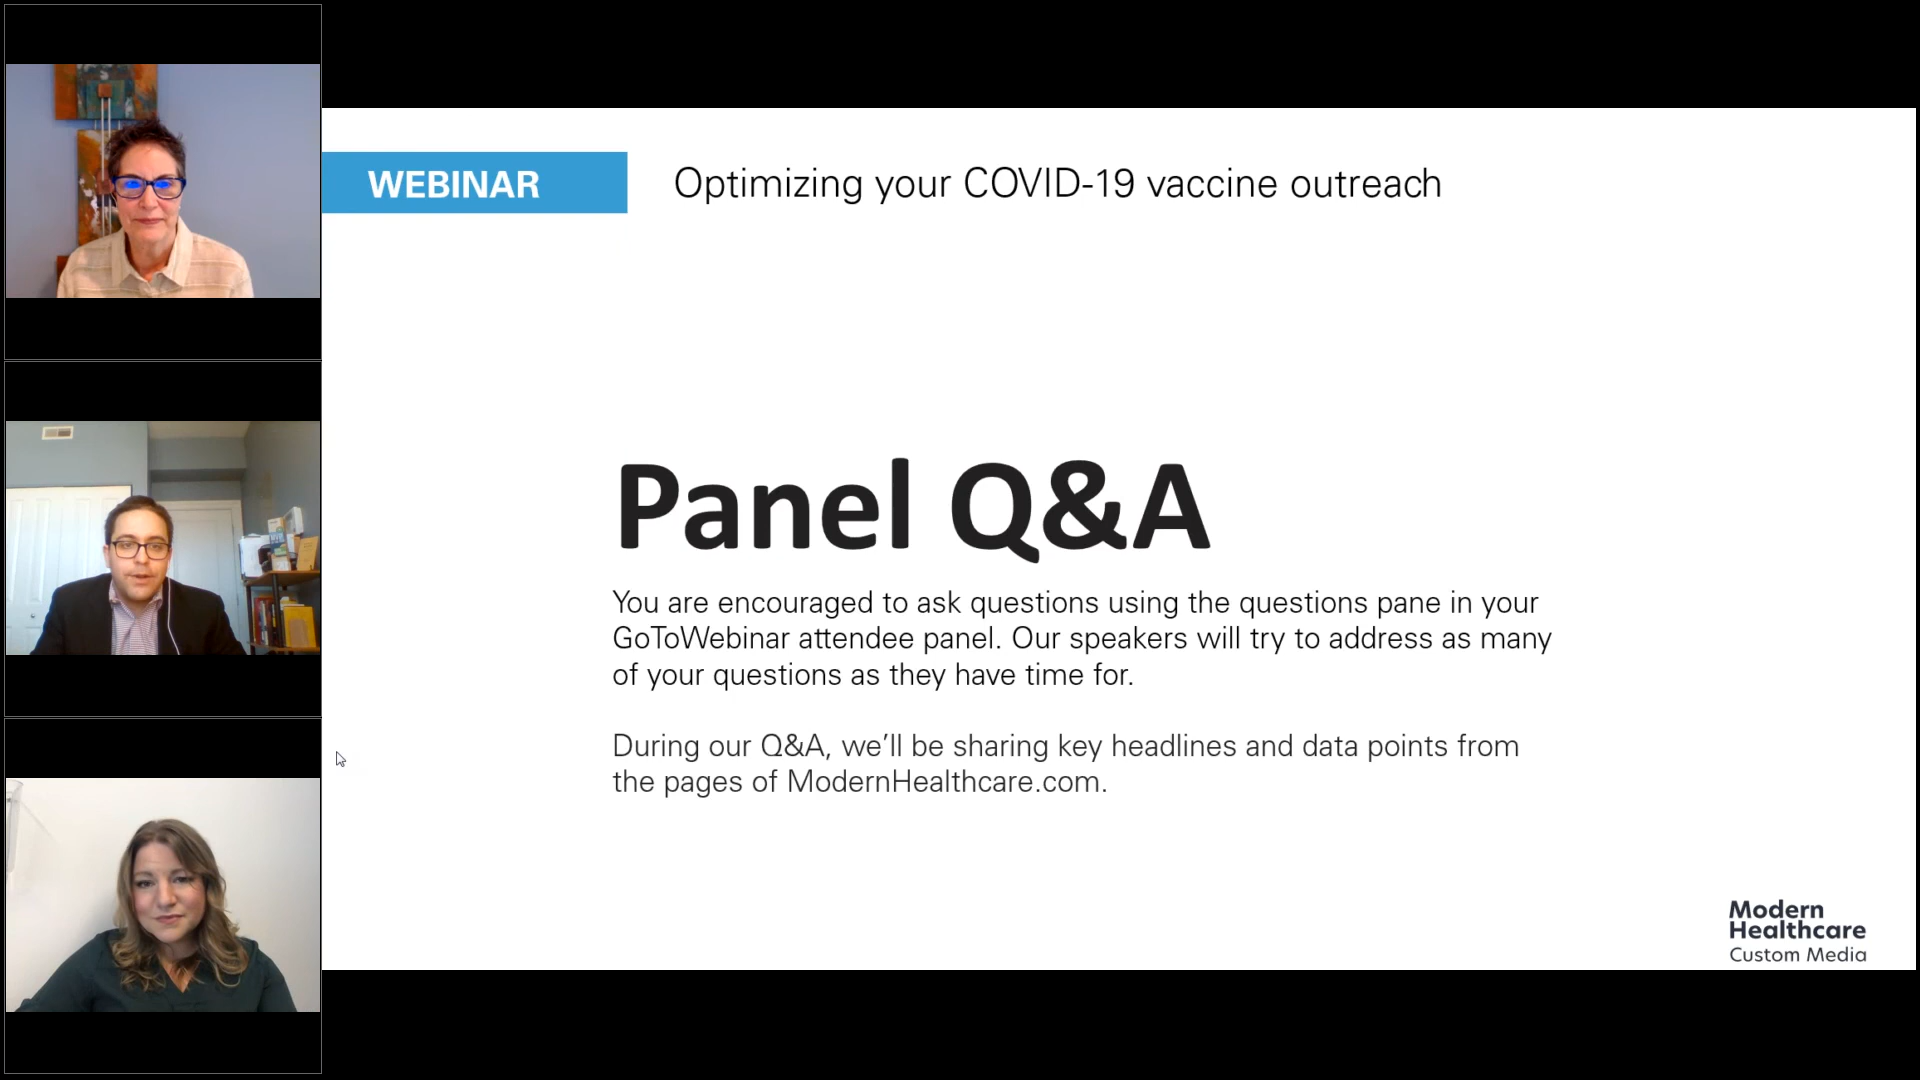 WEBINAR
Optimizing your COVID-19 vaccine outreach
Panel Q&A
You are encouraged to ask questions using the questions pane in your
GoToWebinar attendee panel. Our speakers will try to address as many
of your questions as they have time for.
During our Q&A, we’ll be sharing key headlines and data points from
the pages of ModernHealthcare.com.
Modern
Healthcare
Custom Media